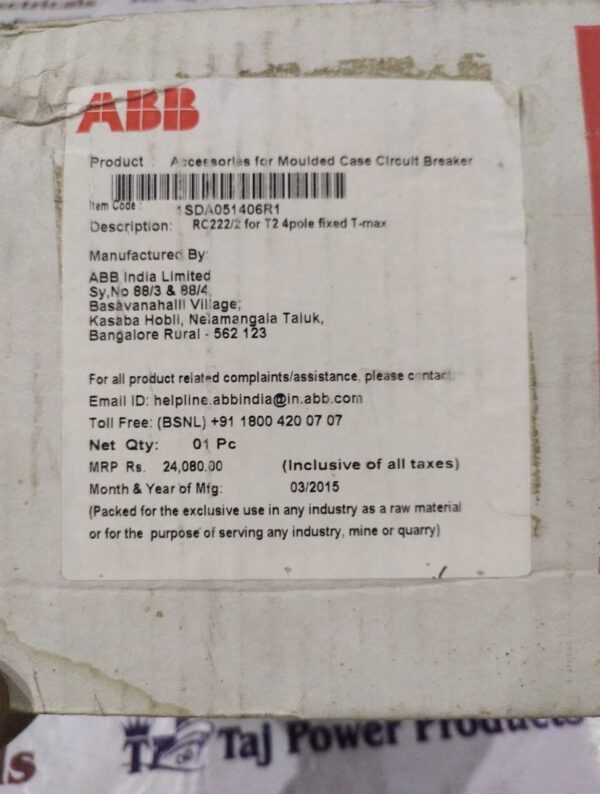 ABB
Product : Accessories for Moulded Case Circuit Breaker
Item Code : 1SDA051406R1
Description: RC222/2 for T2 4pole fixed T-max
Manufactured By:
ABB India Limited
Sy,No 88/3 & 88/4,
Basavanahalli Village,
Kasaba Hobli, Nelamangala Taluk,
Bangalore Rural - 562 123
For all product related complaints/assistance, please contact:
Email ID: helpline.abbindia@in.abb.com
Toll Free: (BSNL) +91 1800 420 07 07
Net Qty: 01 Pc
MRP Rs. 24,080.00 (Inclusive of all taxes)
Month & Year of Mfg: 03/2015
(Packed for the exclusive use in any industry as a raw material
or for the purpose of serving any industry, mine or quarry)
Taj Power Products